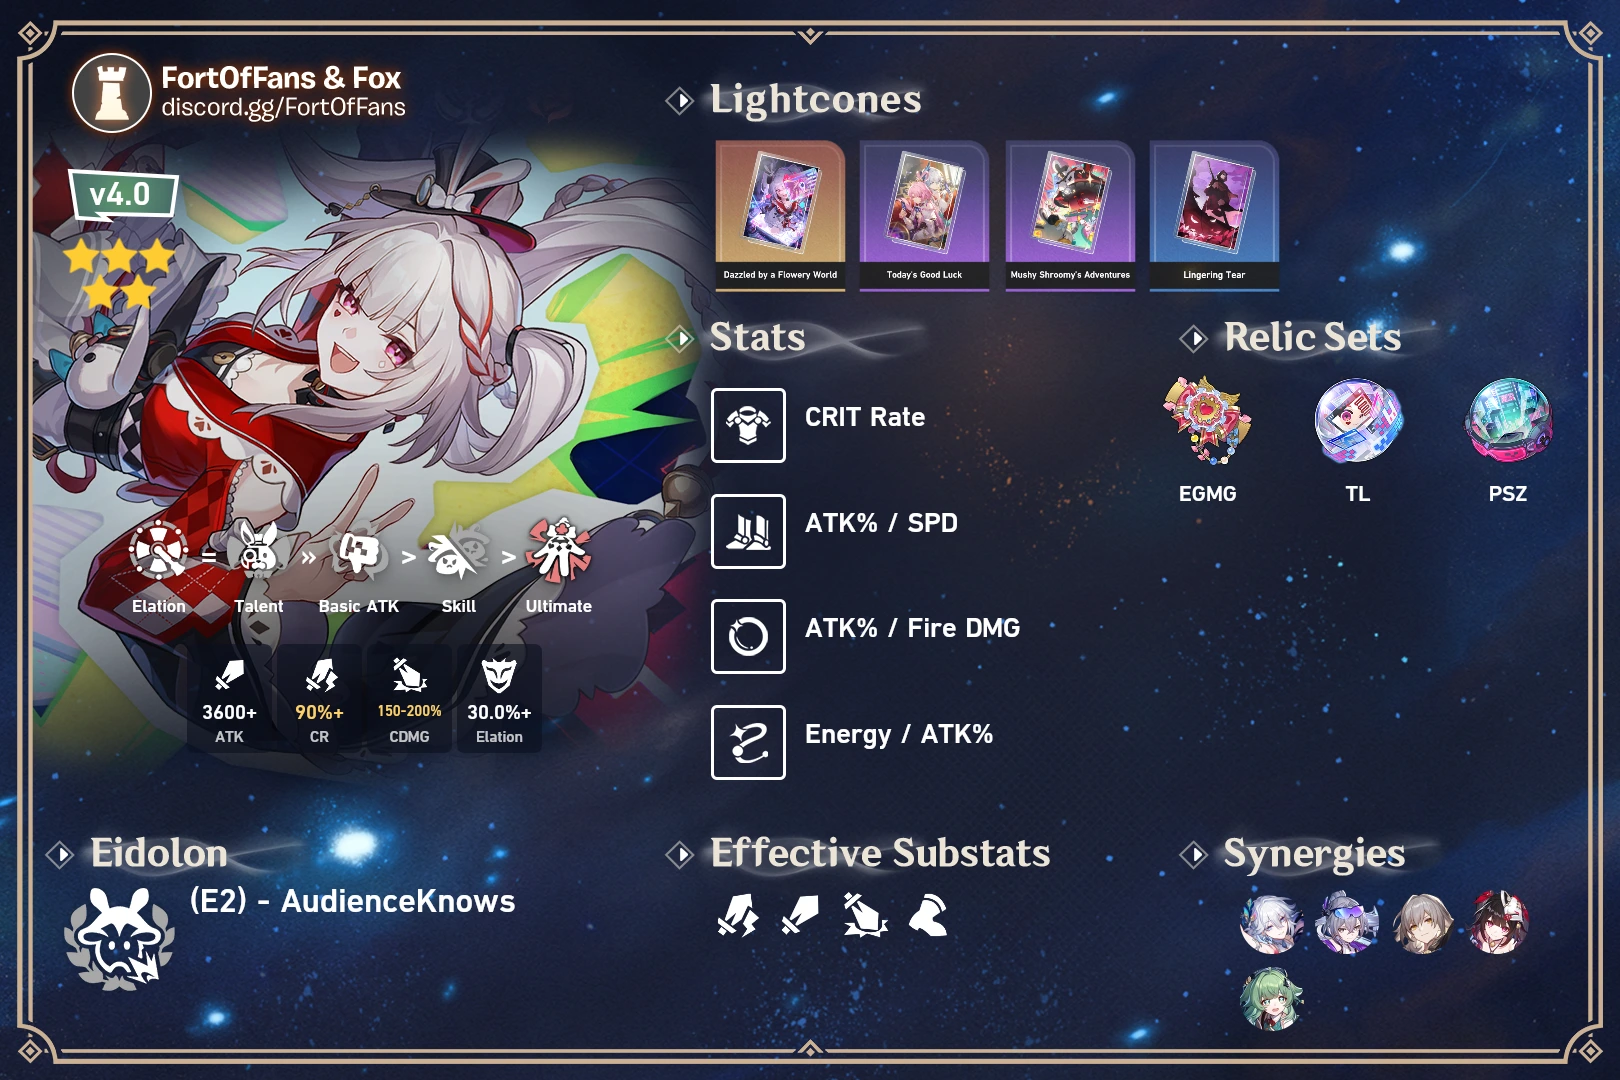 FortOfFans & Fox
discord.gg/FortOfFans
v4.0
Elation = Talent » Basic ATK > Skill > Ultimate
3600+ 90%+ 150-200% 30.0%+
ATK CR CDMG Elation
Eidolon
(E2) - AudienceKnows
Lightcones
Dazzled by a Flowery World
Today's Good Luck
Mushy Shroomy's Adventures
Lingering Tear
Stats
CRIT Rate
ATK% / SPD
ATK% / Fire DMG
Energy / ATK%
Relic Sets
EGMG TL PSZ
Effective Substats
Synergies